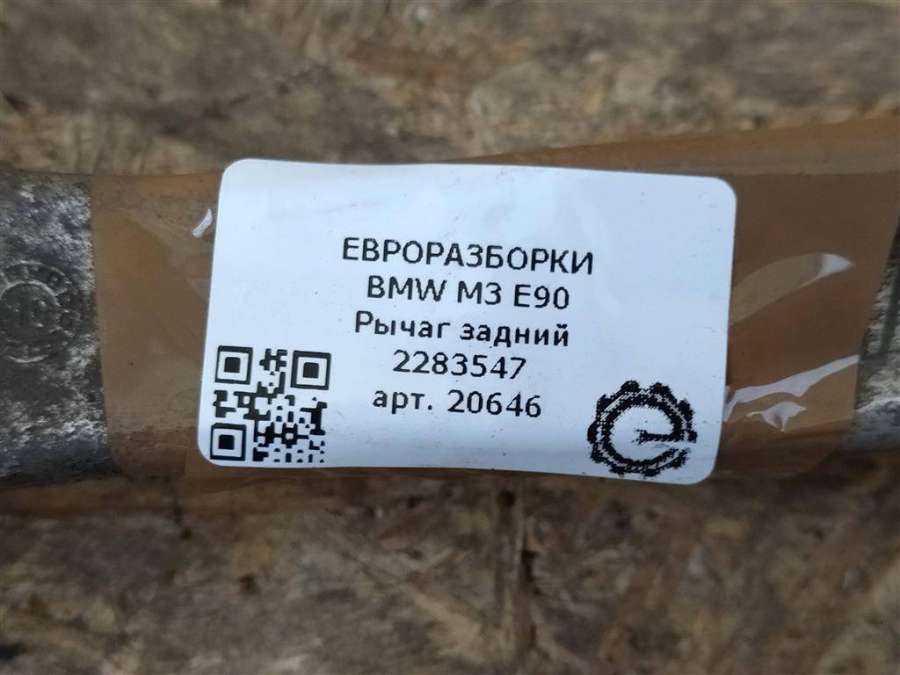 ЕВРОРАЗБОРКИ
BMW M3 E90
Рычаг задний
2283547
арт. 20646